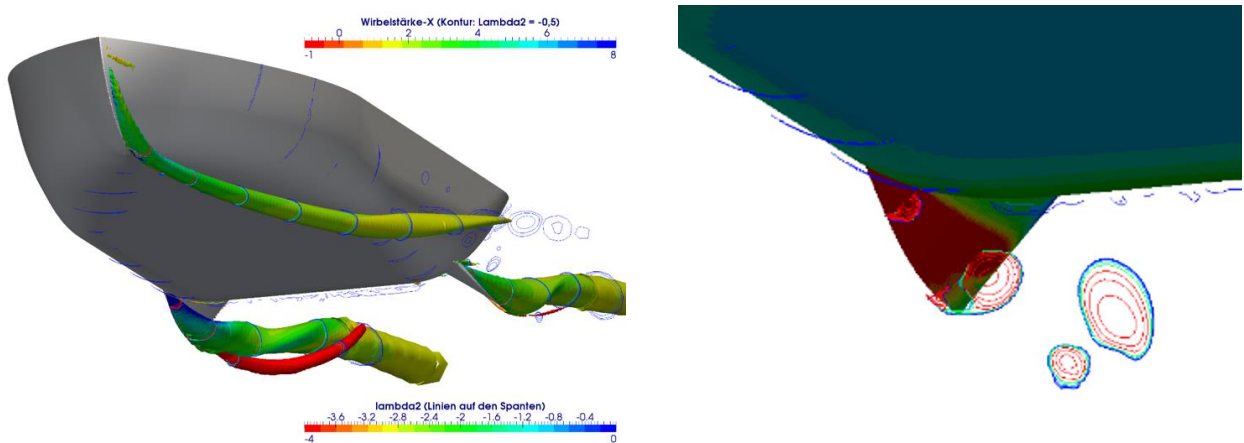 Wirbelstärke-X (Kontur: Lambda2 = -0,5)
0 2 4 6
-1 8
lambda2 (Linien auf den Spanten)
-3.6 -3.2 -2.8 -2.4 -2 -1.6 -1.2 -0.8 -0.4
-4 0